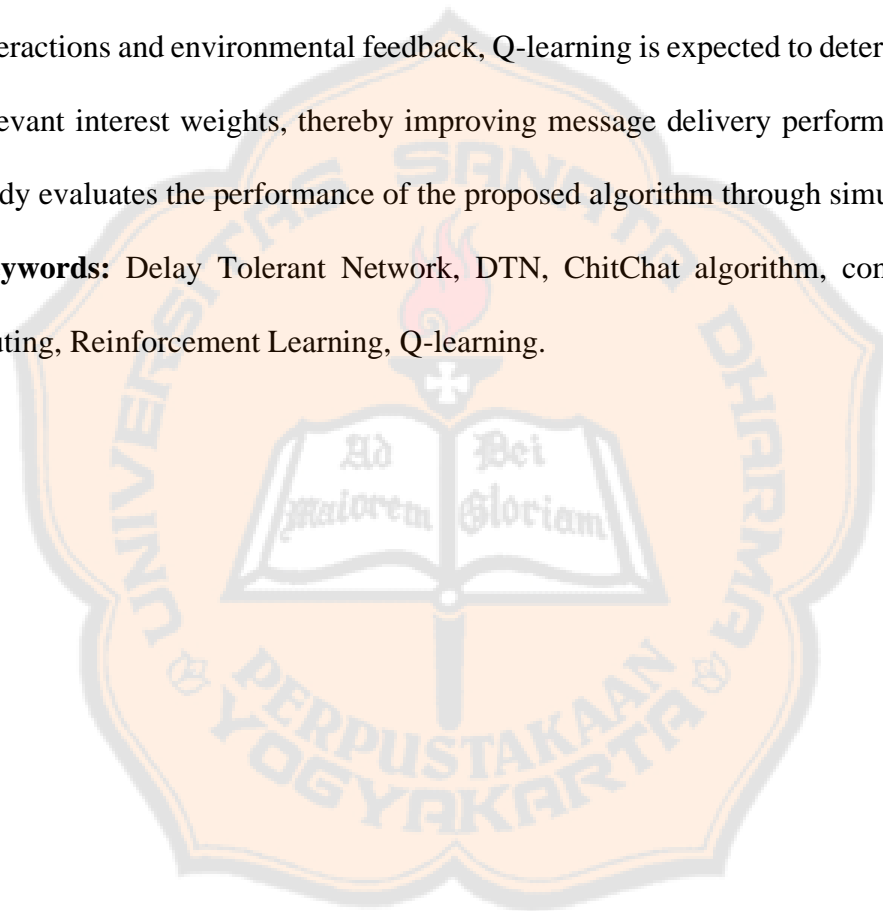 eractions and environmental feedback, Q-learning is expected to deter
evant interest weights, thereby improving message delivery perform
dy evaluates the performance of the proposed algorithm through simu
ywords: Delay Tolerant Network, DTN, ChitChat algorithm, con
uting, Reinforcement Learning, Q-learning.
UNIVERSITAS SANATA DHARMA
Ad Dei
maiorem Gloriam
PERPUSTAKAAN
YOGYAKARTA